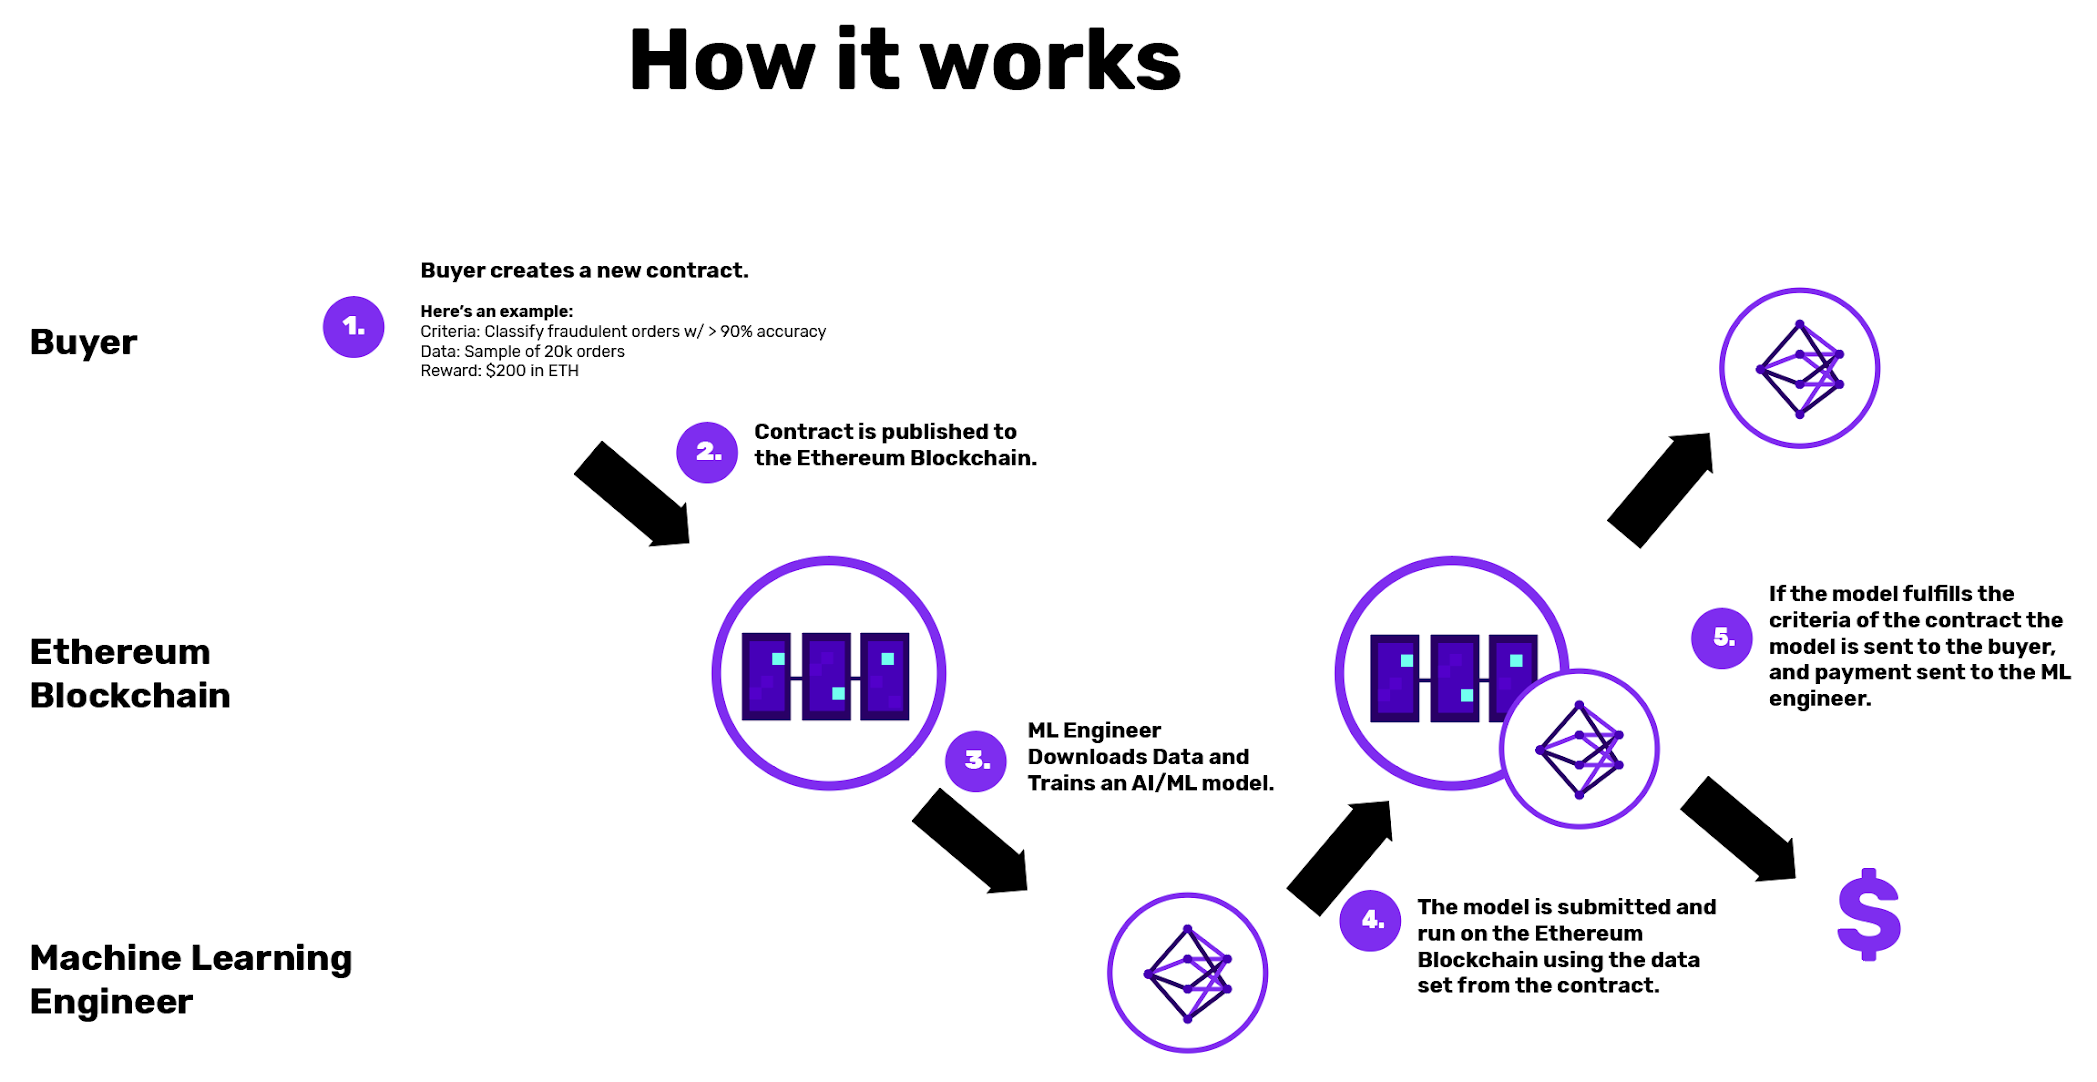 How it works
Buyer
1.
Buyer creates a new contract.
Here's an example:
Criteria: Classify fraudulent orders w/ > 90% accuracy
Data: Sample of 20k orders
Reward: $200 in ETH
2.
Contract is published to
the Ethereum Blockchain.
Ethereum
Blockchain
3.
ML Engineer
Downloads Data and
Trains an AI/ML model.
Machine Learning
Engineer
4.
The model is submitted and
run on the Ethereum
Blockchain using the data
set from the contract.
5.
If the model fulfills the
criteria of the contract the
model is sent to the buyer,
and payment sent to the ML
engineer.
$